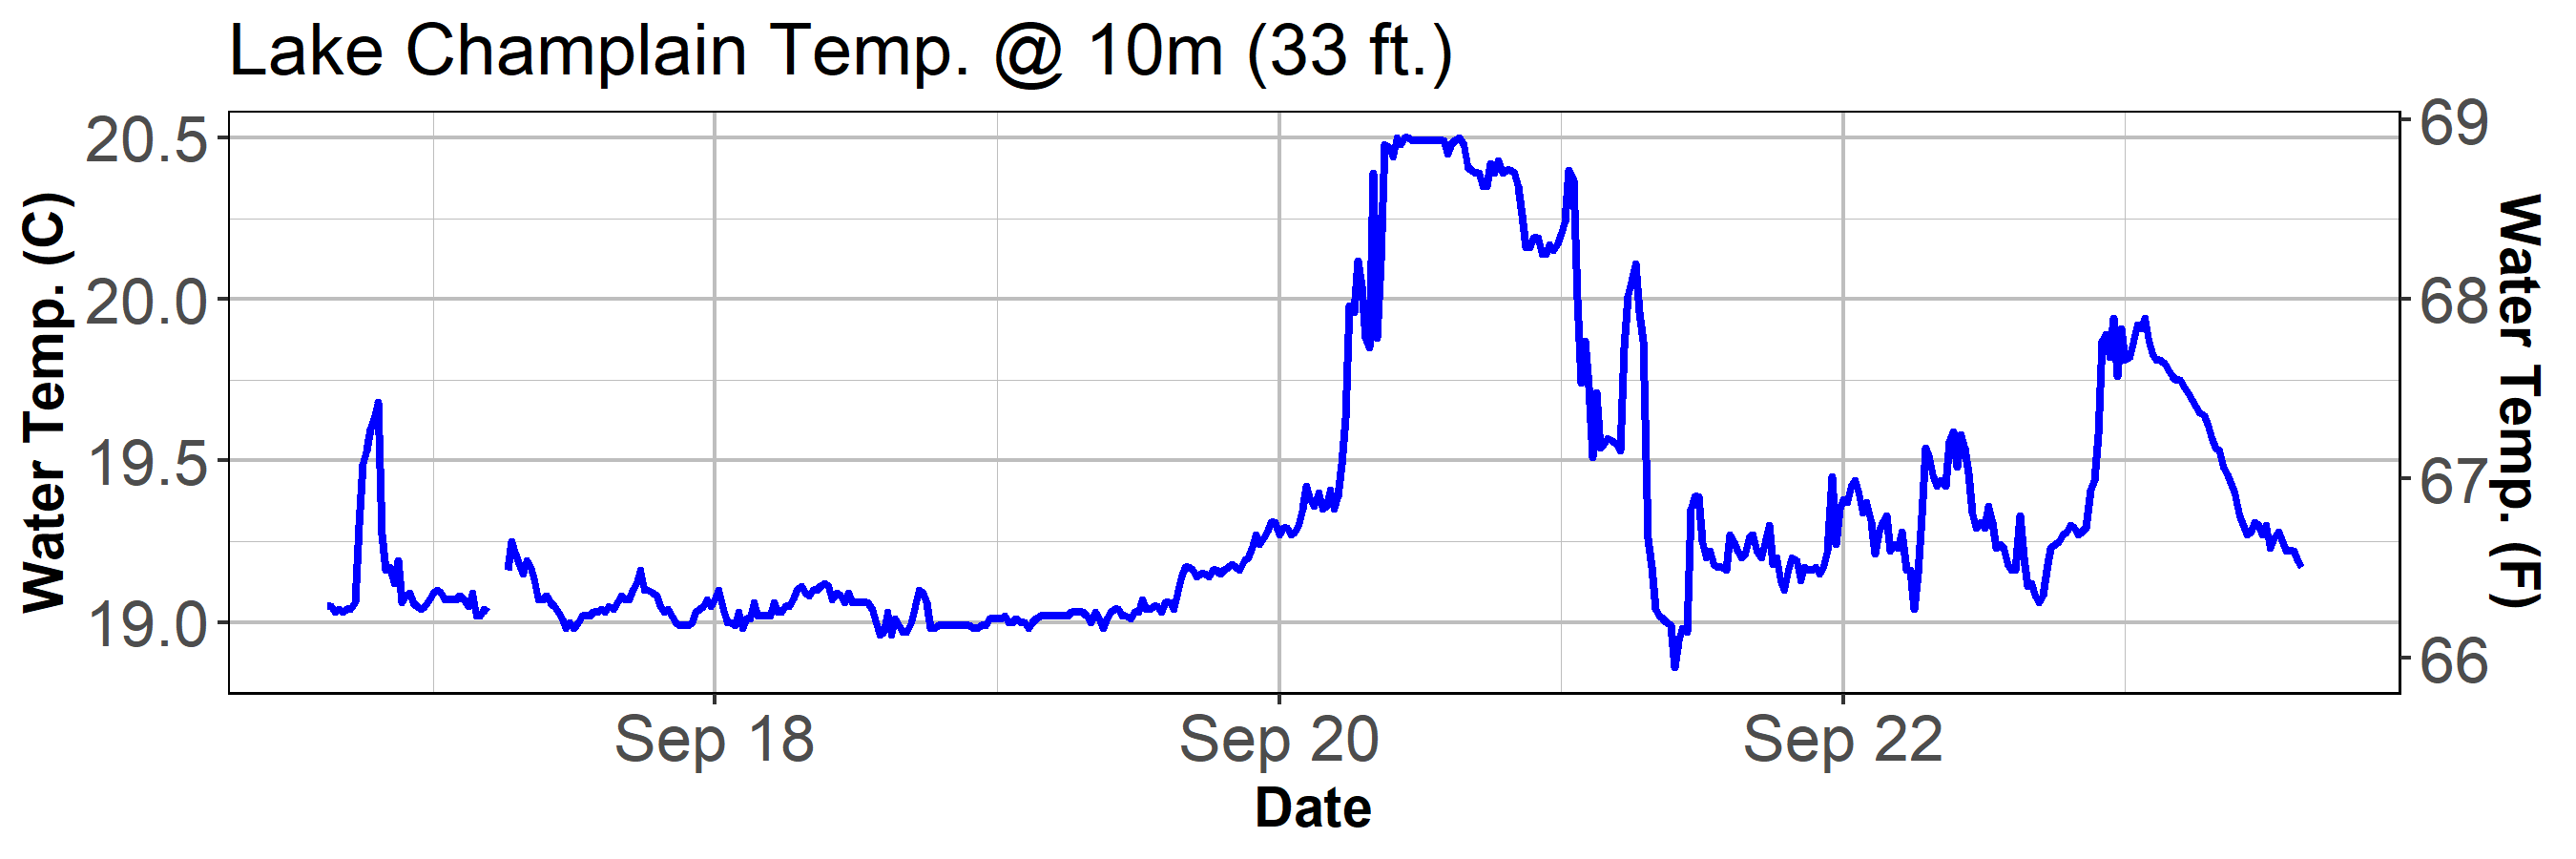 Lake Champlain Temp. @ 10m (33 ft.)
Water Temp. (C)
20.5
20.0
19.5
19.0
69
68
67
66
Water Temp. (F)
Sep 18
Sep 20
Sep 22
Date